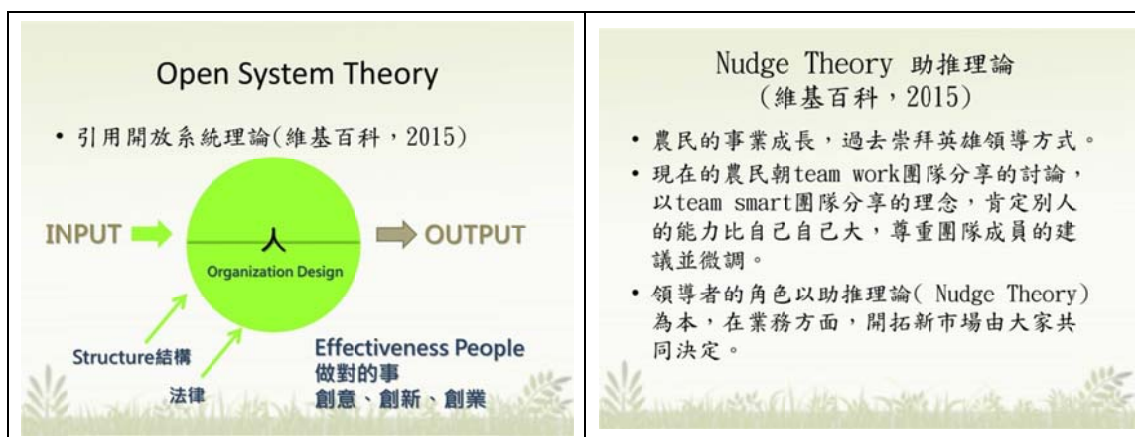 Open System Theory
• 引用開放系統理論(維基百科，2015)
INPUT
人
OUTPUT
Organization Design
Structure結構
法律
Effectiveness People
做對的事
創意、創新、創業
Nudge Theory 助推理論
(維基百科，2015)
• 農民的事業成長，過去崇拜英雄領導方式。
• 現在的農民朝team work團隊分享的討論，
以team smart團隊分享的理念，肯定別人
的能力比自己自己大，尊重團隊成員的建
議並微調。
• 領導者的角色以助推理論( Nudge Theory)
為本，在業務方面，開拓新市場由大家共
同決定。